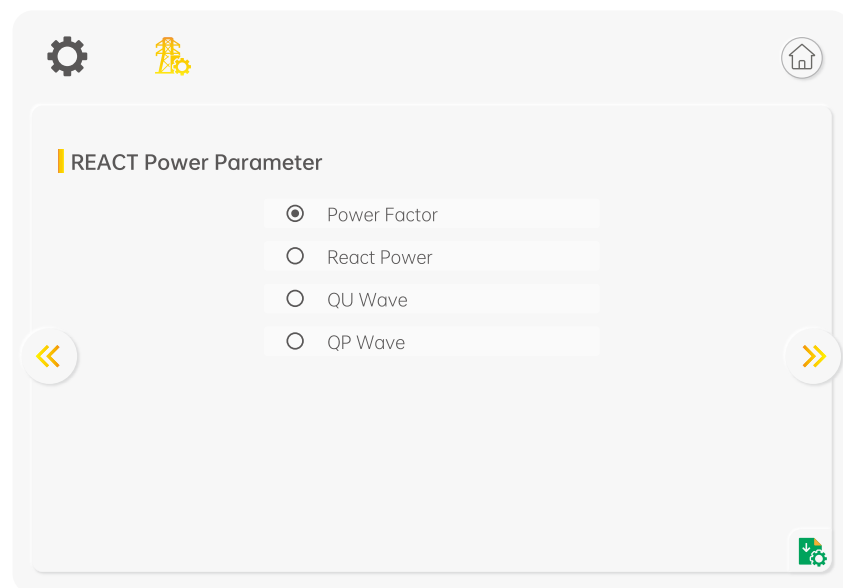 REACT Power Parameter
Power Factor
React Power
QU Wave
QP Wave